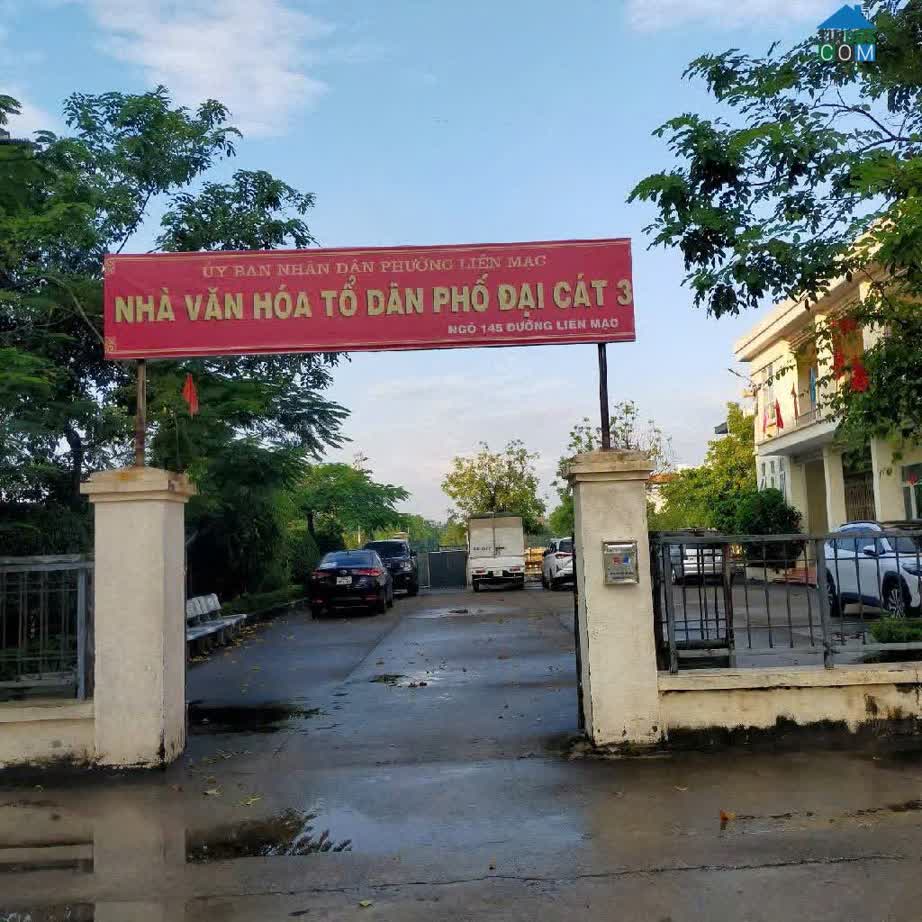 COM
ỦY BAN NHÂN DÂN PHƯỜNG LIÊN MẠC
NHÀ VĂN HÓA TỔ DÂN PHỐ ĐẠI CÁT 3
NGÕ 145 ĐƯỜNG LIÊN MẠC